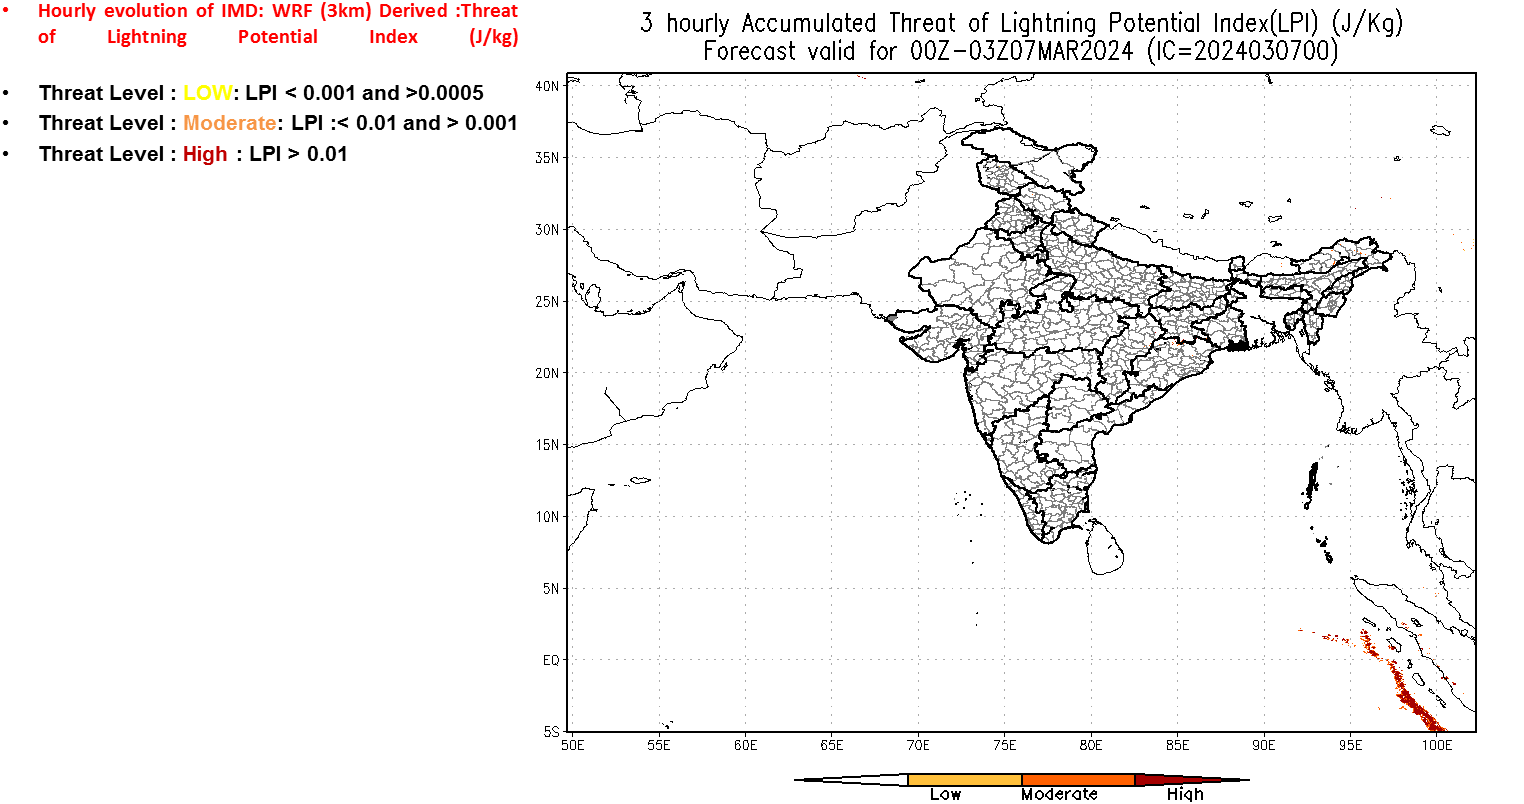 • Hourly evolution of IMD: WRF (3km) Derived :Threat
of Lightning Potential Index (J/kg)
• Threat Level : LOW: LPI < 0.001 and >0.0005
• Threat Level : Moderate: LPI :< 0.01 and > 0.001
• Threat Level : High : LPI > 0.01
3 hourly Accumulated Threat of Lightning Potential Index(LPI) (J/Kg)
Forecast valid for 00Z-03Z07MAR2024 (IC=2024030700)
40N
35N
30N
25N
20N
15N
10N
5N
EQ
5S
50E 55E 60E 65E 70E 75E 80E 85E 90E 95E 100E
Low Moderate High